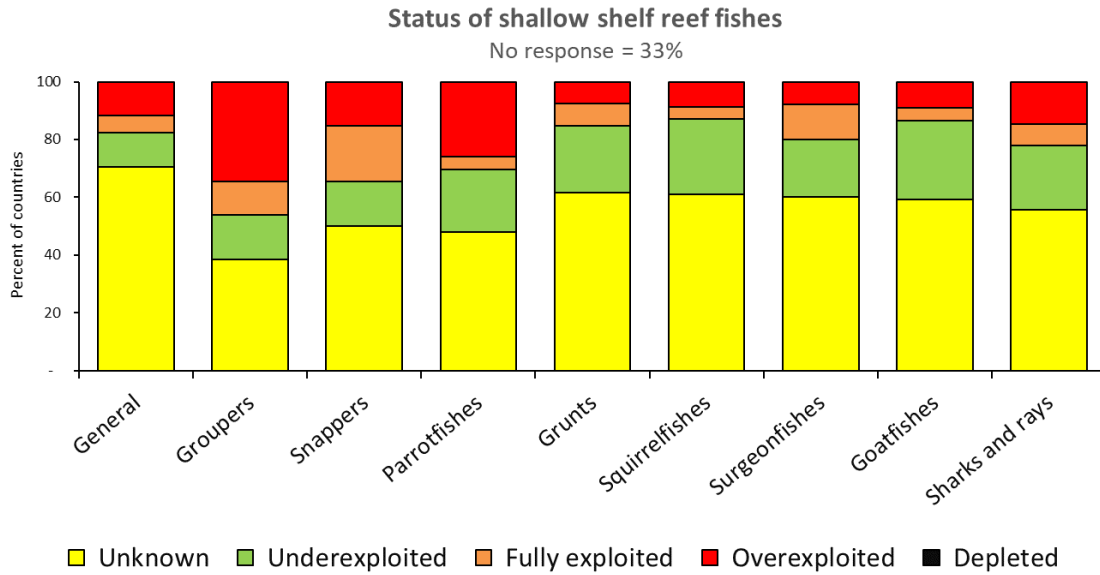 Status of shallow shelf reef fishes
No response = 33%
Percent of countries
100
80
60
40
20
-
General
Groupers
Snappers
Parrotfishes
Grunts
Squirrelfishes
Surgeonfishes
Goatfishes
Sharks and rays
Unknown Underexploited Fully exploited Overexploited Depleted